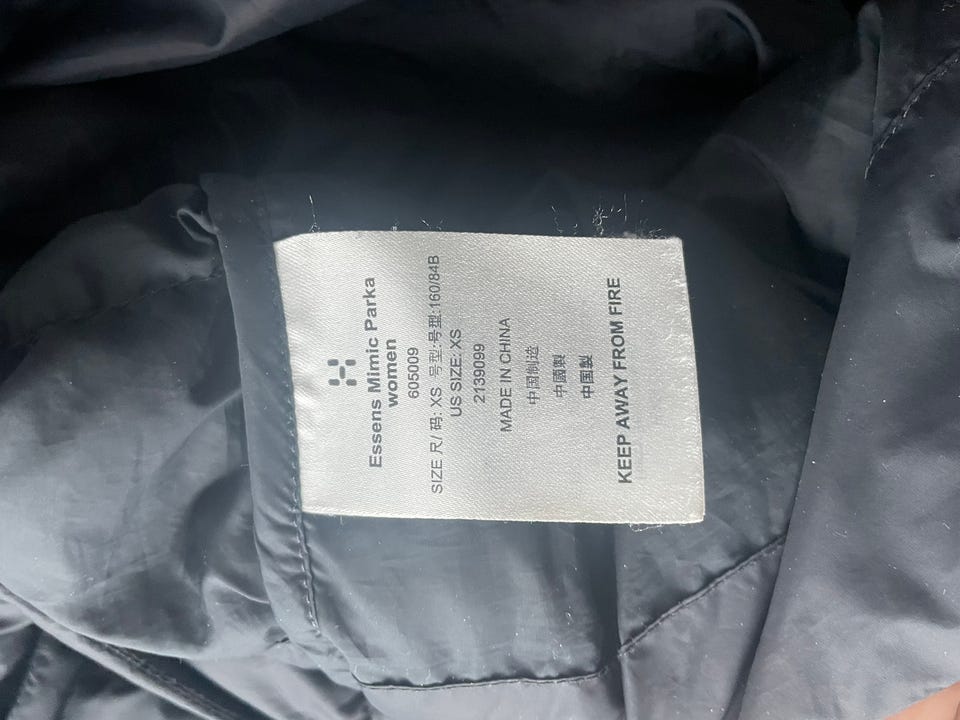 Essens Mimic Parka
women
605009
SIZE 尺/ 码: XS 号型:号型:160/84B
US SIZE: XS
2139099
MADE IN CHINA
中国制造
中國製
中国製
KEEP AWAY FROM FIRE